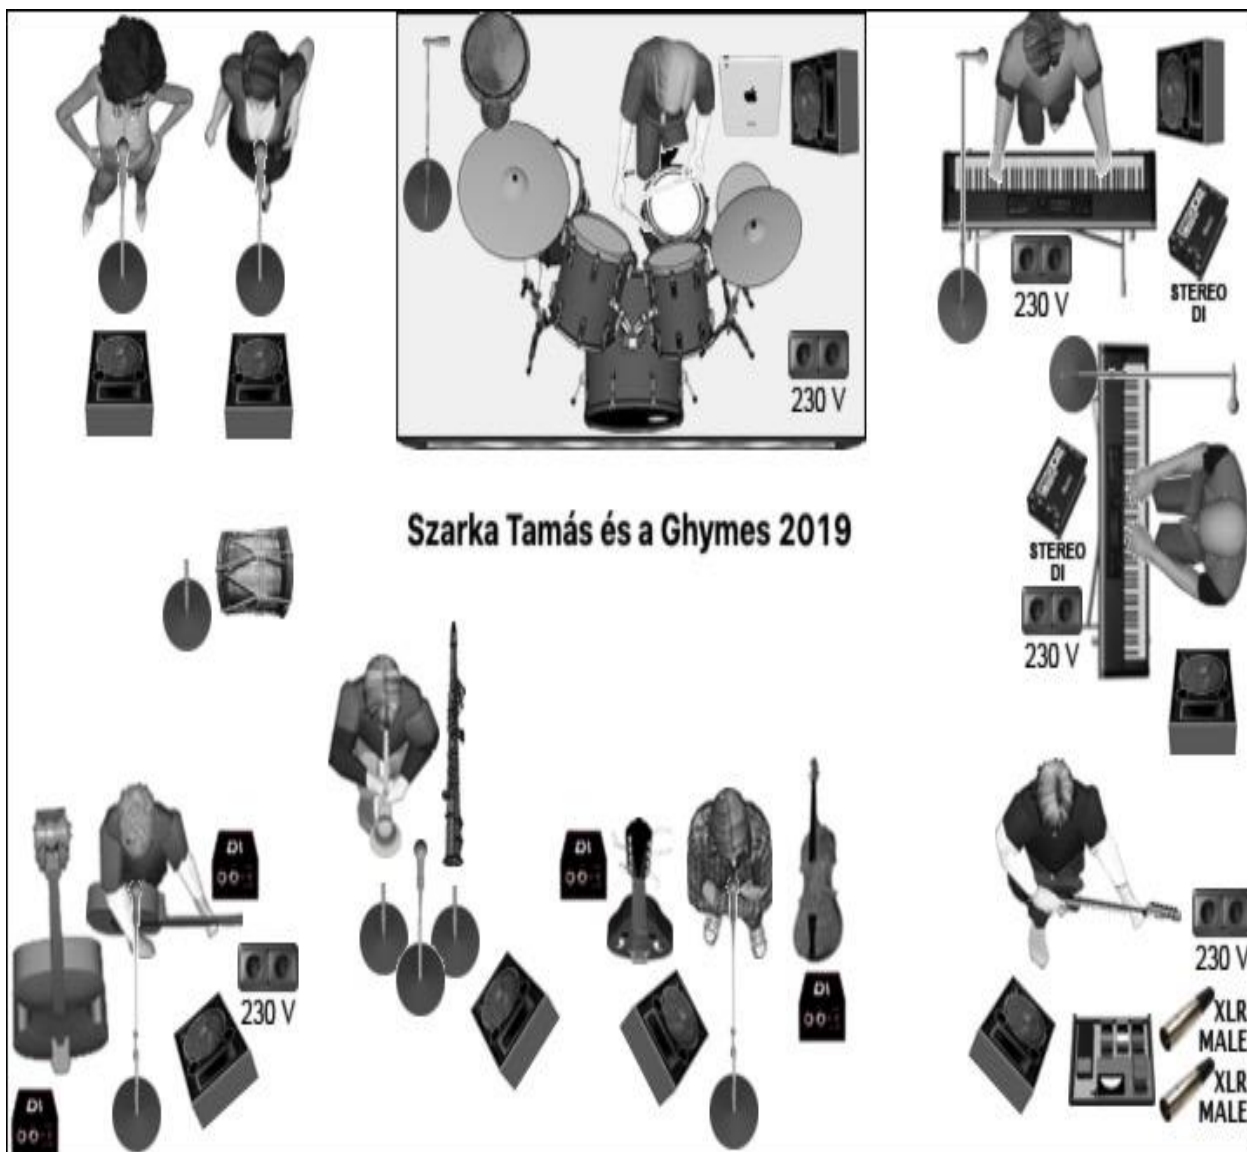 230 V
230 V
STEREO
DI
Szarka Tamás és a Ghymes 2019
STEREO
DI
230 V
DI
DI
230 V
230 V
DI
XLR
MALE
XLR
MALE
DI